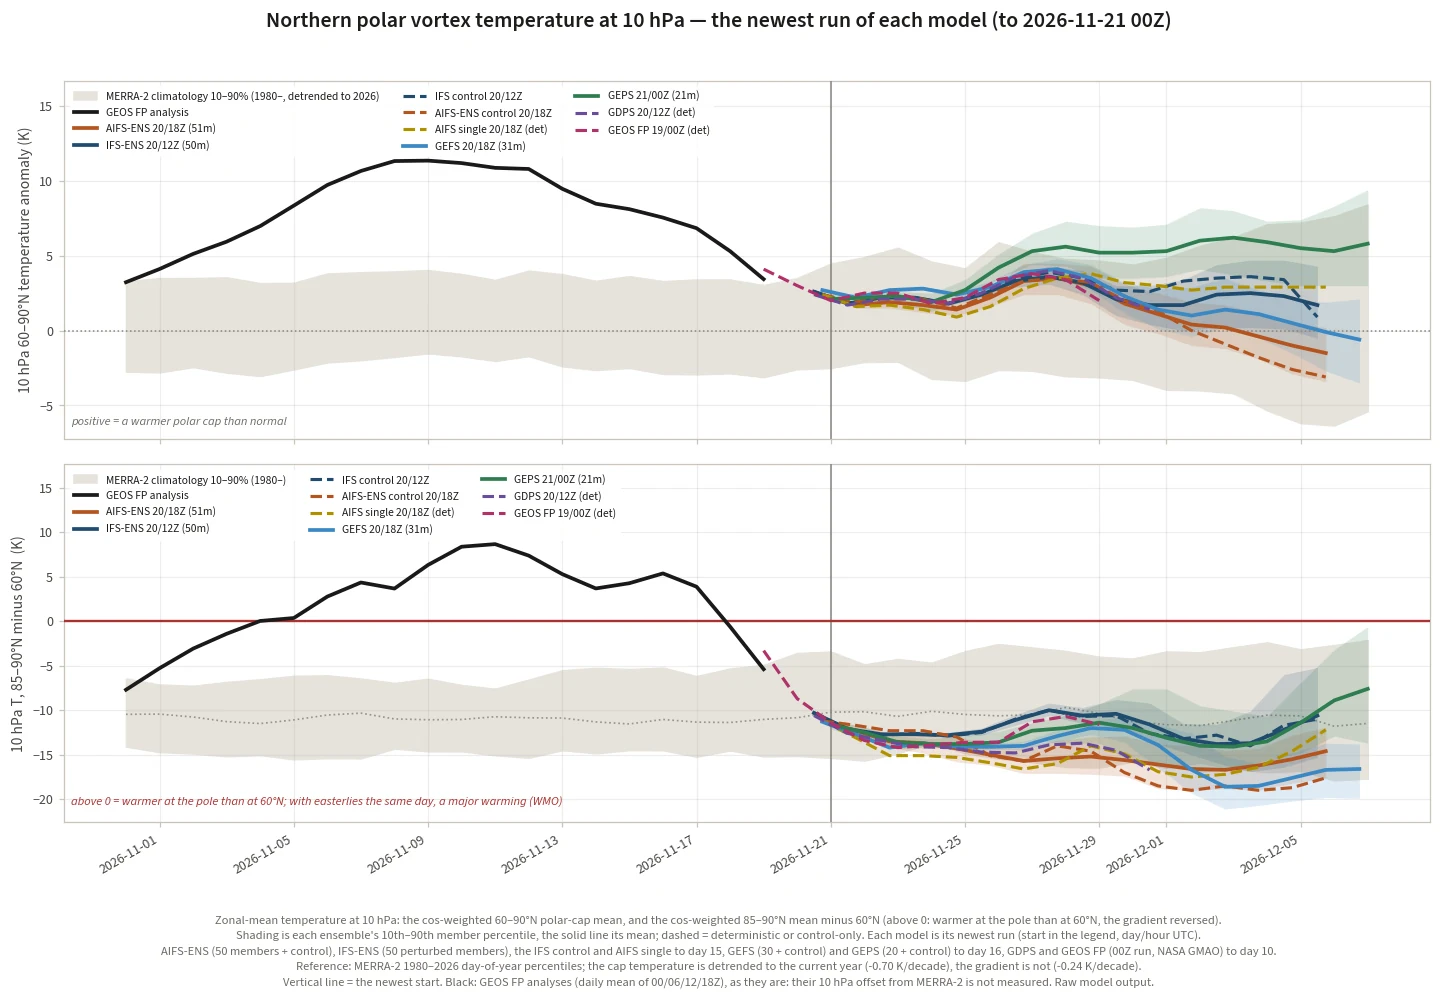 Northern polar vortex temperature at 10 hPa — the newest run of each model (to 2026-11-21 00Z)
MERRA-2 climatology 10–90% (1980–, detrended to 2026)
GEOS FP analysis
AIFS-ENS 20/18Z (51m)
IFS-ENS 20/12Z (50m)
IFS control 20/12Z
AIFS-ENS control 20/18Z
AIFS single 20/18Z (det)
GEFS 20/18Z (31m)
GEPS 21/00Z (21m)
GDPS 20/12Z (det)
GEOS FP 19/00Z (det)
10 hPa 60–90°N temperature anomaly (K)
15
10
5
0
−5
positive = a warmer polar cap than normal
MERRA-2 climatology 10–90% (1980–)
GEOS FP analysis
AIFS-ENS 20/18Z (51m)
IFS-ENS 20/12Z (50m)
IFS control 20/12Z
AIFS-ENS control 20/18Z
AIFS single 20/18Z (det)
GEFS 20/18Z (31m)
GEPS 21/00Z (21m)
GDPS 20/12Z (det)
GEOS FP 19/00Z (det)
10 hPa T, 85–90°N minus 60°N (K)
15
10
5
0
−5
−10
−15
−20
above 0 = warmer at the pole than at 60°N; with easterlies the same day, a major warming (WMO)
2026-11-01
2026-11-05
2026-11-09
2026-11-13
2026-11-17
2026-11-21
2026-11-25
2026-11-29
2026-12-01
2026-12-05
Zonal-mean temperature at 10 hPa: the cos-weighted 60–90°N polar-cap mean, and the cos-weighted 85–90°N mean minus 60°N (above 0: warmer at the pole than at 60°N, the gradient reversed).
Shading is each ensemble's 10th–90th member percentile, the solid line its mean; dashed = deterministic or control-only. Each model is its newest run (start in the legend, day/hour UTC).
AIFS-ENS (50 members + control), IFS-ENS (50 perturbed members), the IFS control and AIFS single to day 15, GEFS (30 + control) and GEPS (20 + control) to day 16, GDPS and GEOS FP (00Z run, NASA GMAO) to day 10.
Reference: MERRA-2 1980–2026 day-of-year percentiles; the cap temperature is detrended to the current year (-0.70 K/decade), the gradient is not (-0.24 K/decade).
Vertical line = the newest start. Black: GEOS FP analyses (daily mean of 00/06/12/18Z), as they are: their 10 hPa offset from MERRA-2 is not measured. Raw model output.